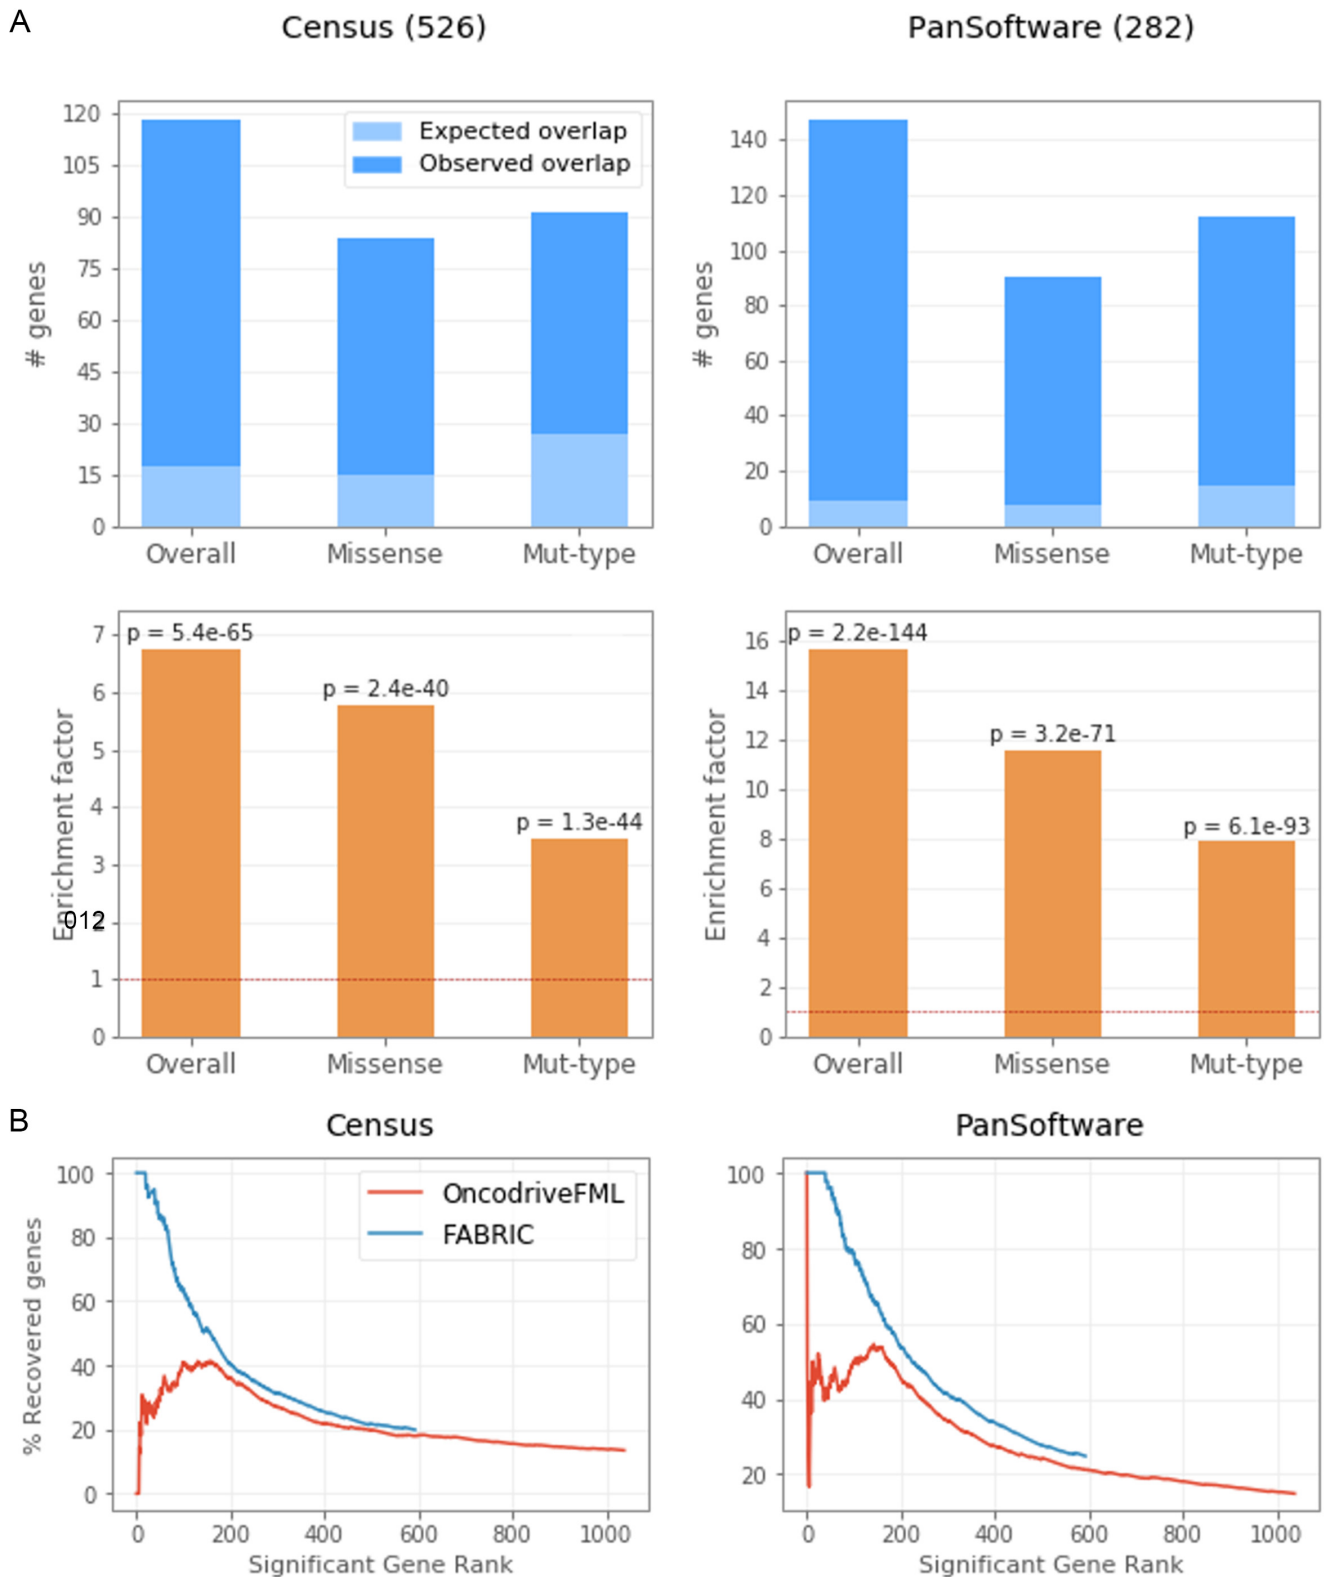 A
Census (526)
PanSoftware (282)
120
105
90
75
60
45
30
15
0
# genes
Expected overlap
Observed overlap
Overall
Missense
Mut-type
140
120
100
80
60
40
20
0
# genes
Overall
Missense
Mut-type
7
6
5
4
3
2
1
0
012
Enrichment factor
p = 5.4e-65
p = 2.4e-40
p = 1.3e-44
Overall
Missense
Mut-type
16
14
12
10
8
6
4
2
0
Enrichment factor
p = 2.2e-144
p = 3.2e-71
p = 6.1e-93
Overall
Missense
Mut-type
B
Census
PanSoftware
100
80
60
40
20
0
% Recovered genes
OncodriveFML
FABRIC
0
200
400
600
800
1000
Significant Gene Rank
100
80
60
40
20
0
200
400
600
800
1000
Significant Gene Rank